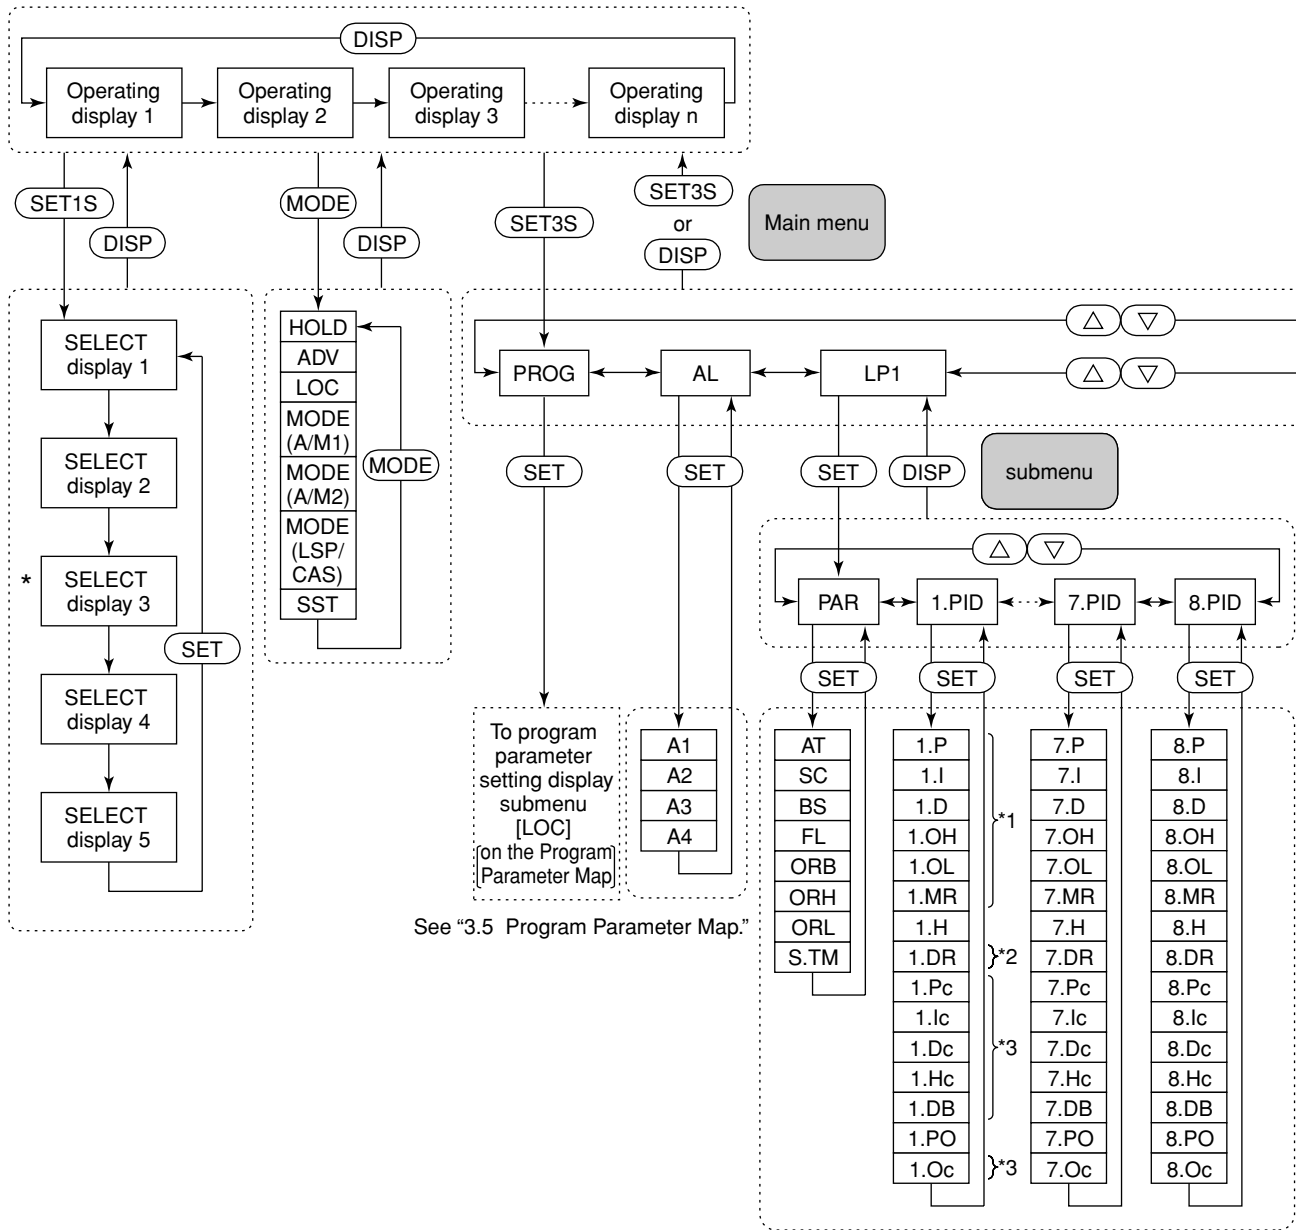 DISP
Operating
display 1
Operating
display 2
Operating
display 3
Operating
display n
SET1S
DISP
MODE
DISP
SET3S
SET3S
or
DISP
Main menu
SELECT
display 1
SELECT
display 2
*
SELECT
display 3
SELECT
display 4
SELECT
display 5
SET
HOLD
ADV
LOC
MODE
(A/M1)
MODE
(A/M2)
MODE
(LSP/
CAS)
SST
MODE
△ ▽
PROG
AL
LP1
△ ▽
SET
SET
SET
DISP
submenu
△ ▽
PAR
1.PID
7.PID
8.PID
SET
SET
SET
SET
To program
parameter
setting display
submenu
[LOC]
on the Program
Parameter Map
See “3.5 Program Parameter Map.”
A1
A2
A3
A4
AT
SC
BS
FL
ORB
ORH
ORL
S.TM
1.P
1.I
1.D
1.OH
1.OL
1.MR
1.H
1.DR
1.Pc
1.Ic
1.Dc
1.Hc
1.DB
1.PO
1.Oc
*1
*2
*3
*3
7.P
7.I
7.D
7.OH
7.OL
7.MR
7.H
7.DR
7.Pc
7.Ic
7.Dc
7.Hc
7.DB
7.PO
7.Oc
8.P
8.I
8.D
8.OH
8.OL
8.MR
8.H
8.DR
8.Pc
8.Ic
8.Dc
8.Hc
8.DB
8.PO
8.Oc